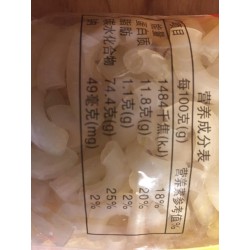 营养成分表
项目 每100克(g) 营养素参考值%
能量 1484千焦(kJ) 18%
蛋白质 11.8克(g) 20%
脂肪 1.1克(g) 2%
碳水化合物 74.4克(g) 25%
49毫克(mg) 2%